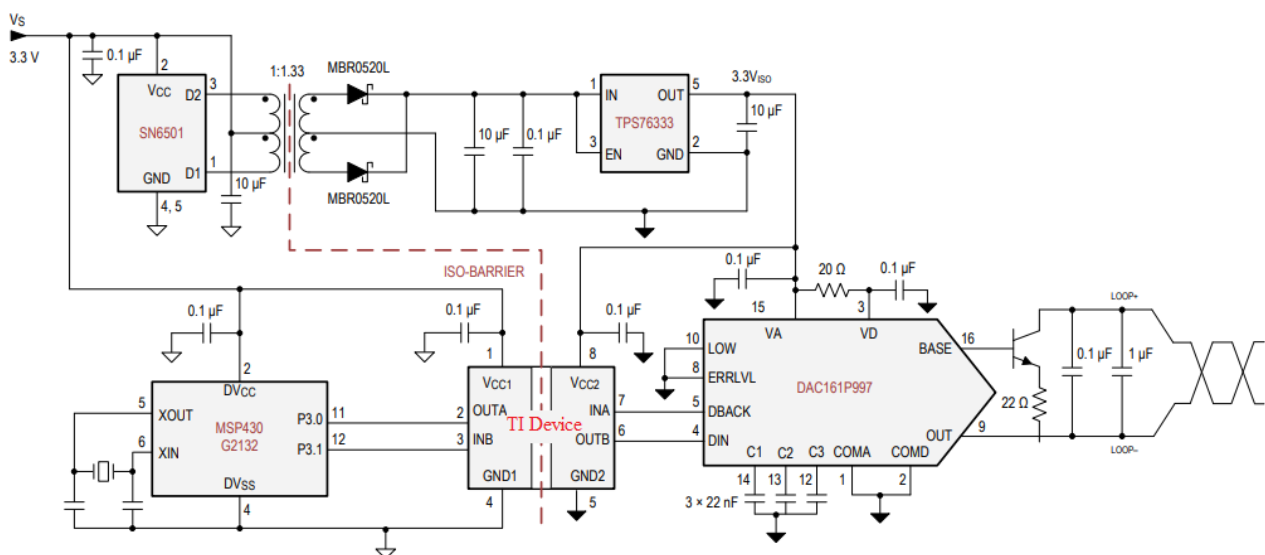 VS
3.3 V
0.1 µF
2
VCC
D2
3
SN6501
D1
1
GND
4, 5
10 µF
1:1.33
MBR0520L
MBR0520L
10 µF
0.1 µF
1
IN
OUT
5
TPS76333
3
EN
GND
2
3.3VISO
10 µF
ISO-BARRIER
0.1 µF
2
DVCC
5
XOUT
6
XIN
MSP430
G2132
P3.0
11
P3.1
12
DVSS
4
0.1 µF
1
VCC1
2
OUTA
3
INB
GND1
4
TI Device
8
VCC2
INA
7
OUTB
6
GND2
5
0.1 µF
0.1 µF
20 Ω
0.1 µF
15
VA
3
VD
10
LOW
8
ERRLVL
5
DBACK
4
DIN
DAC161P997
BASE
16
OUT
9
C1
C2
C3
COMA
COMD
14
13
12
1
2
3 × 22 nF
22 Ω
0.1 µF
1 µF
LOOP+
LOOP–